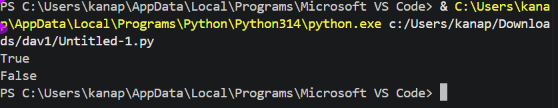 PS C:\Users\kanap\AppData\Local\Programs\Microsoft VS Code> & C:\Users\kana
p\AppData\Local\Programs\Python\Python314\python.exe c:/Users/kanap/Downloa
ds/dav1/Untitled-1.py
True
False
PS C:\Users\kanap\AppData\Local\Programs\Microsoft VS Code>